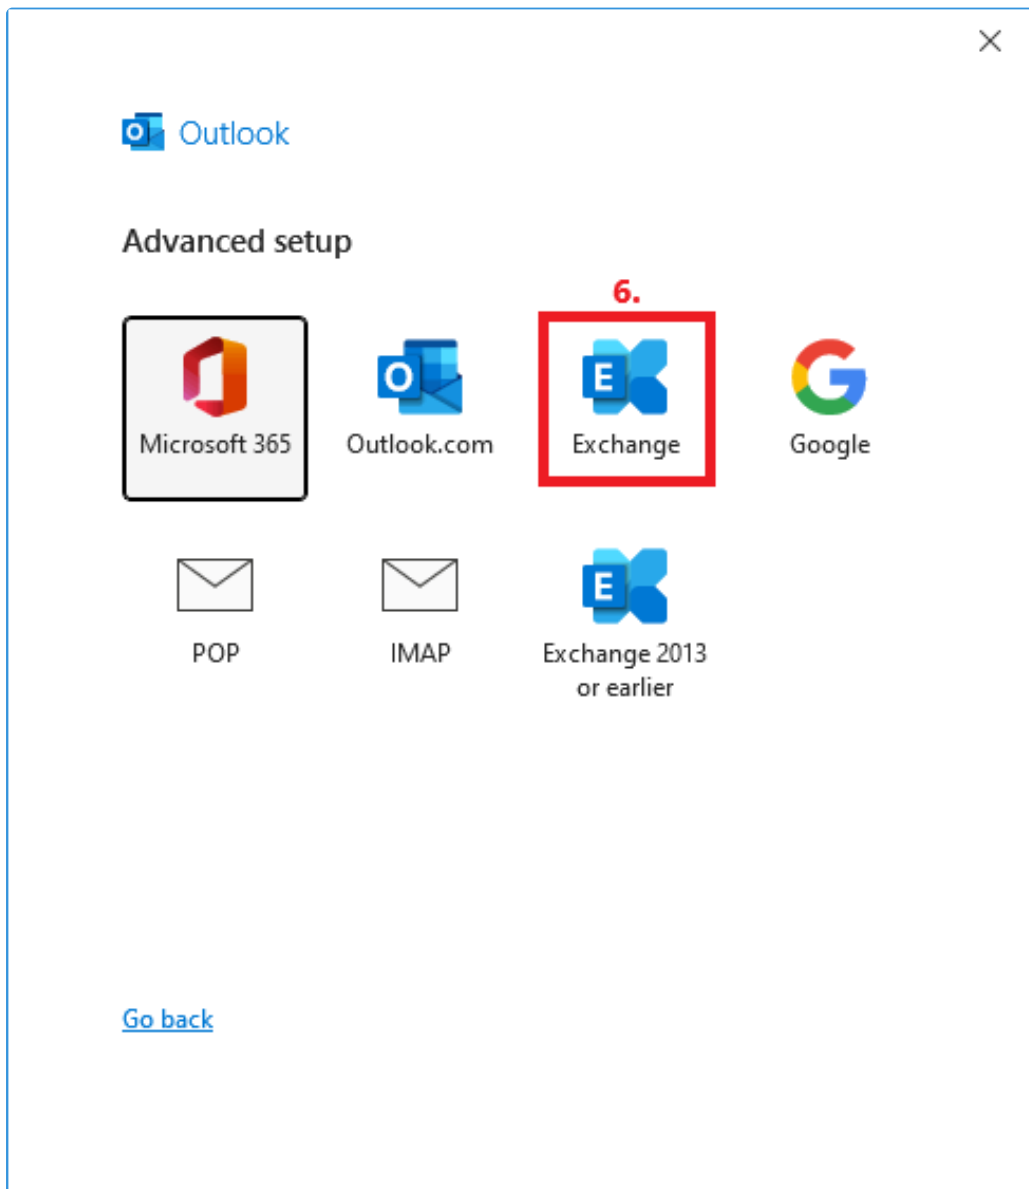 Outlook
Advanced setup
6.
Microsoft 365
Outlook.com
Exchange
Google
POP
IMAP
Exchange 2013
or earlier
Go back